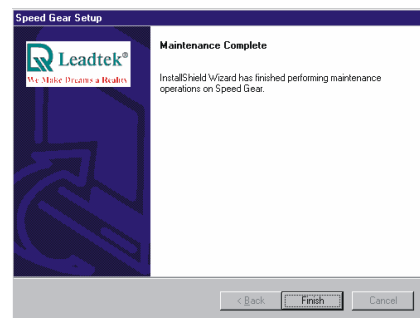 Speed Gear Setup
Leadtek®
We Make Dreams a Reality
Maintenance Complete
InstallShield Wizard has finished performing maintenance
operations on Speed Gear.
< Back
Finish
Cancel